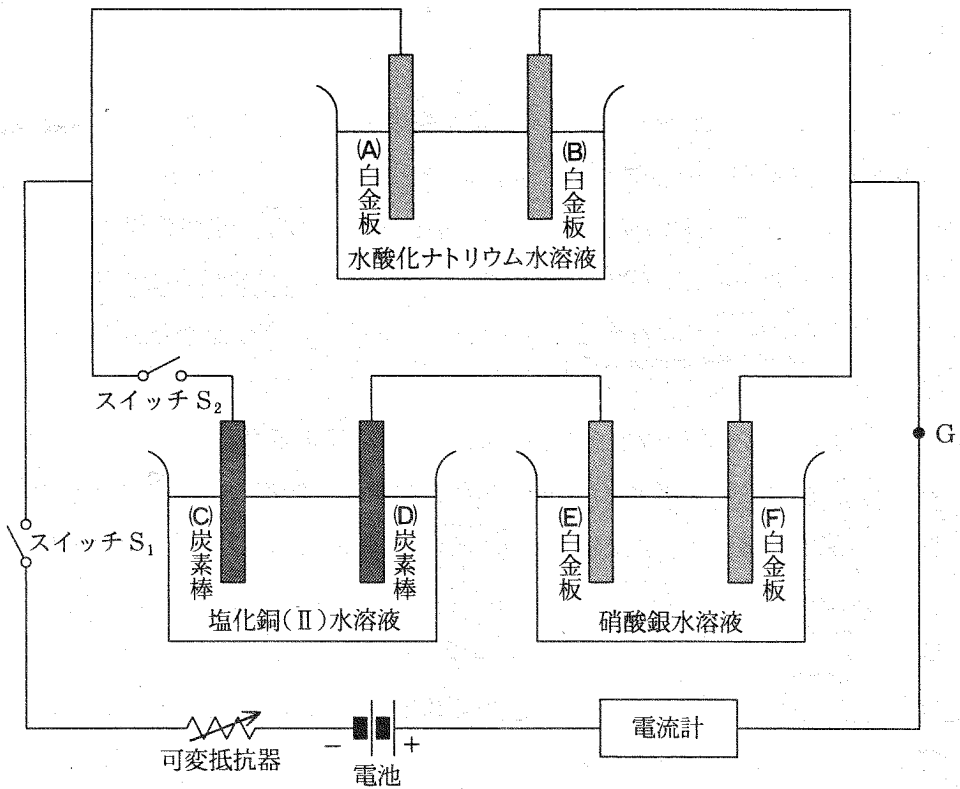 (A)白金板
(B)白金板
水酸化ナトリウム水溶液
スイッチ S₂
G
スイッチ S₁
(C)炭素棒
(D)炭素棒
(E)白金板
(F)白金板
塩化銅(Ⅱ)水溶液
硝酸銀水溶液
可変抵抗器
−
+
電池
電流計